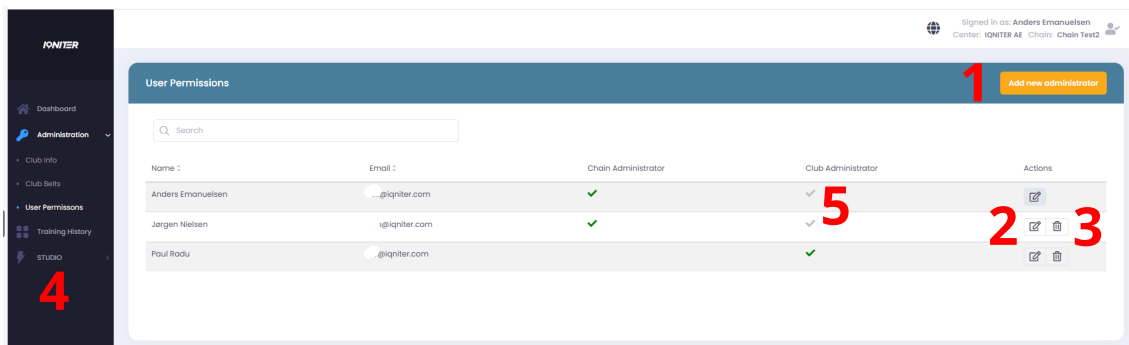 IQNITER
Signed in as: Anders Emanuelsen
Center: IQNITER AE Chain: Chain Test2
User Permissions
1
Add new administrator
Dashboard
Administration
Club Info
Club Belts
User Permissons
Training History
STUDIO
4
Search
Name Email Chain Administrator Club Administrator Actions
Anders Emanuelsen @iqniter.com
5
Jørgen Nielsen @iqniter.com
2 3
Paul Radu @iqniter.com